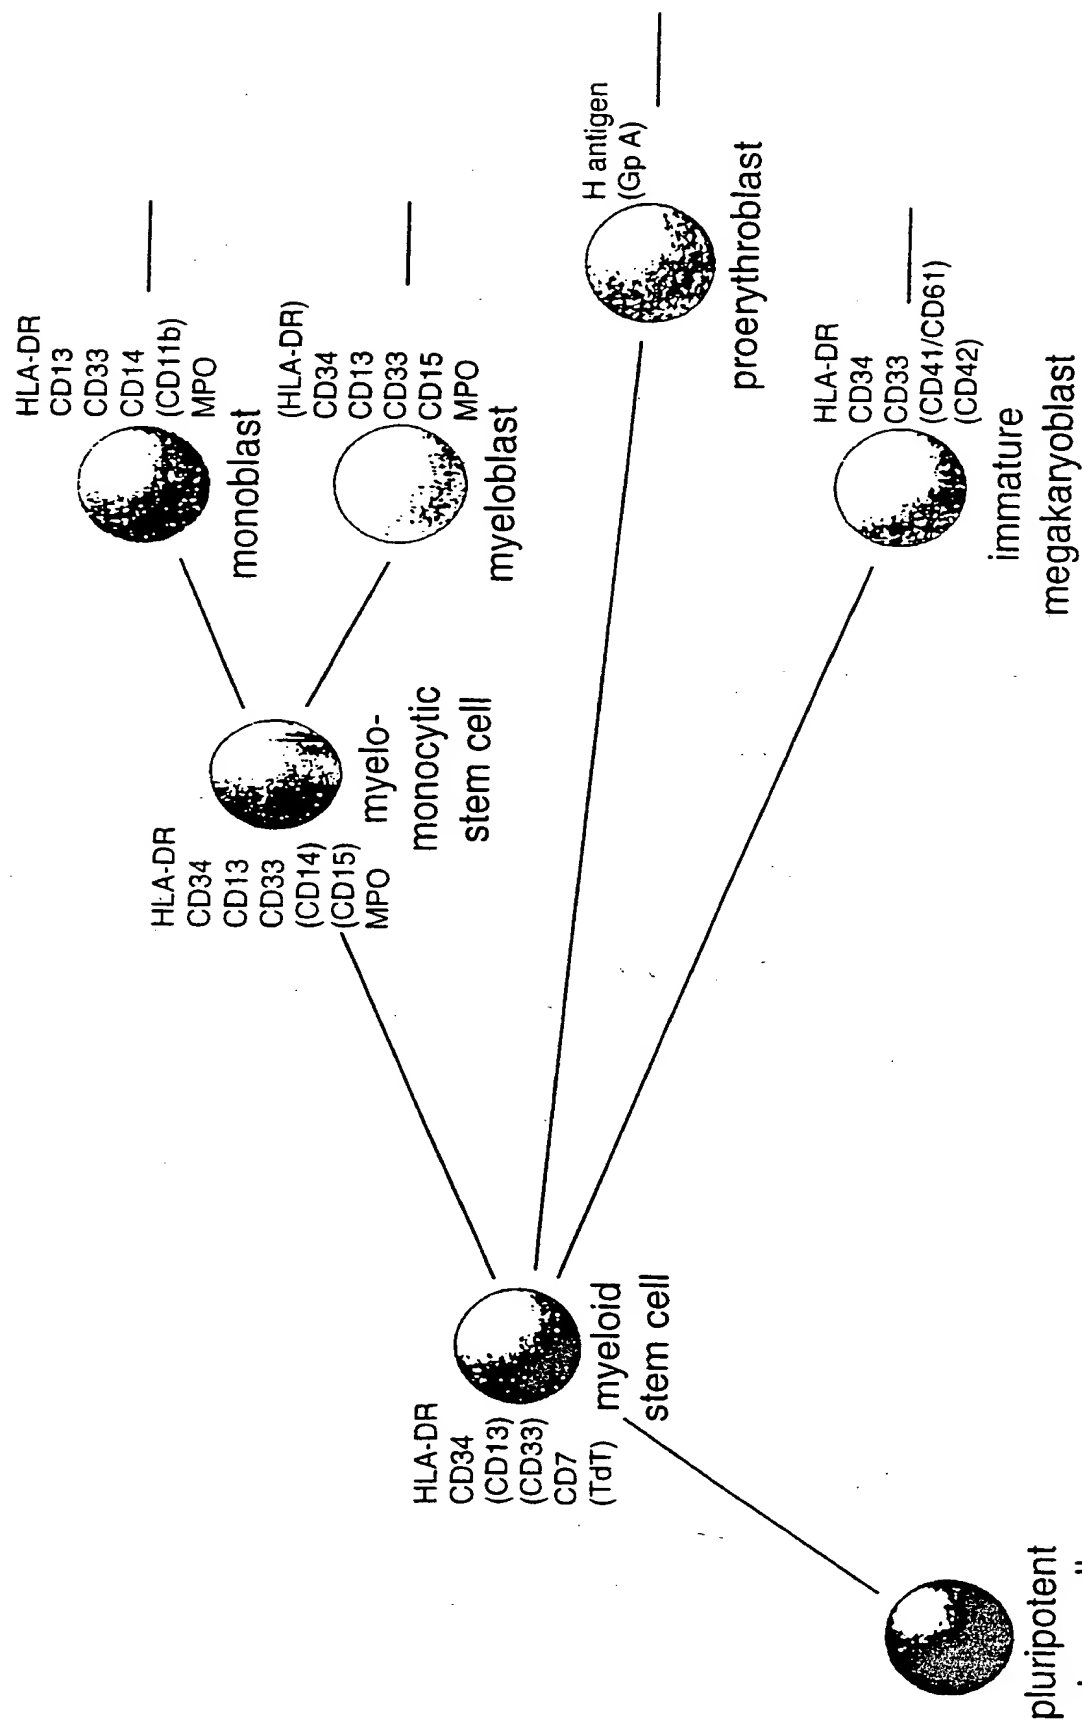 HLA-DR
CD13
CD33
CD14
(CD11b)
MPO
monoblast
(HLA-DR)
CD34
CD13
CD33
CD15
MPO
myeloblast
HLA-DR
CD34
CD13
CD33
(CD14)
(CD15)
MPO
myelo-
monocytic
stem cell
H antigen
(Gp A)
proerythroblast
HLA-DR
CD34
CD33
(CD41/CD61)
(CD42)
immature
megakaryoblast
HLA-DR
CD34
(CD13)
(CD33)
CD7
(TdT)
myeloid
stem cell
pluripotent